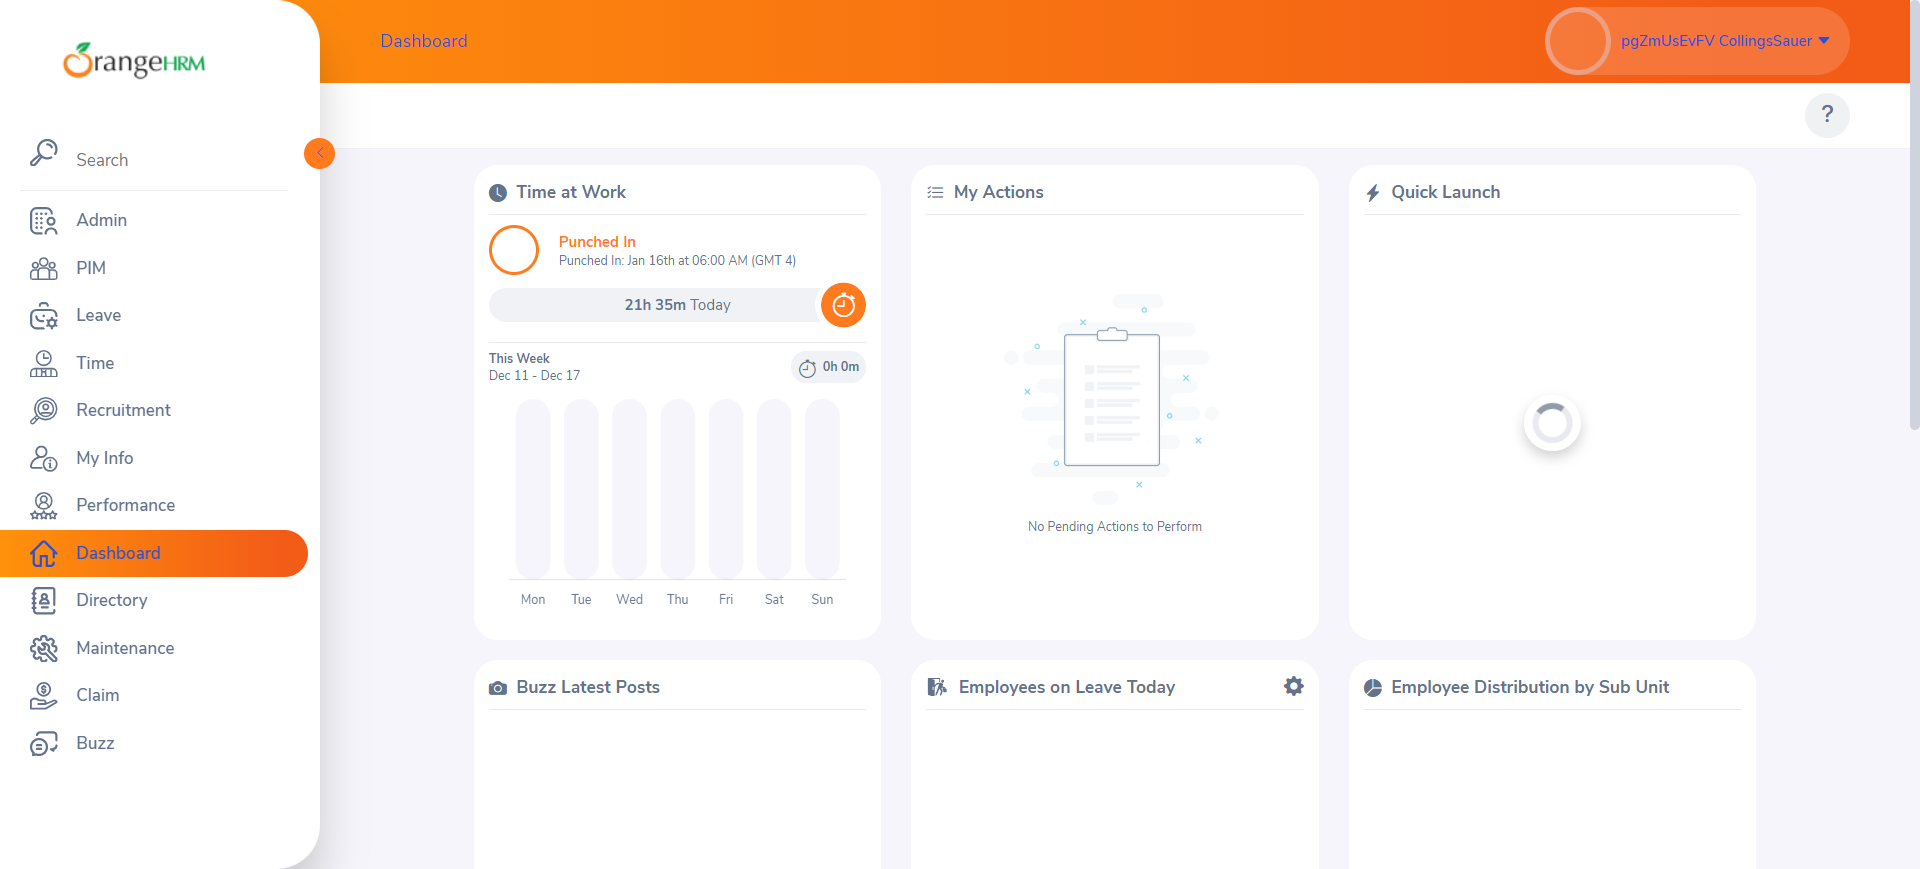 OrangeHRM
Dashboard
pgZmUsEvFV CollingsSauer
?
Search
Admin
PIM
Leave
Time
Recruitment
My Info
Performance
Dashboard
Directory
Maintenance
Claim
Buzz
Time at Work
Punched In
Punched In: Jan 16th at 06:00 AM (GMT 4)
21h 35m Today
This Week
Dec 11 - Dec 17
0h 0m
Mon Tue Wed Thu Fri Sat Sun
My Actions
No Pending Actions to Perform
Quick Launch
Buzz Latest Posts
Employees on Leave Today
Employee Distribution by Sub Unit